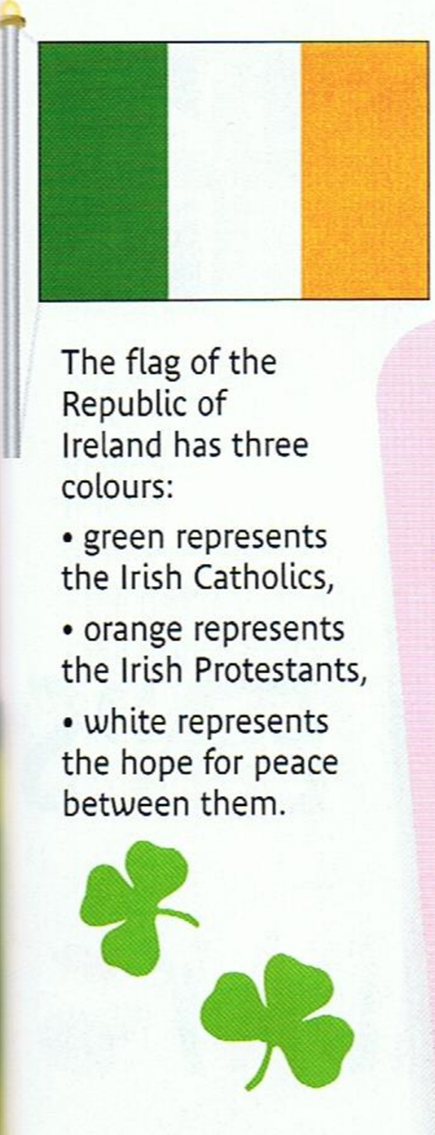 The flag of the
Republic of
Ireland has three
colours:
• green represents
the Irish Catholics,
• orange represents
the Irish Protestants,
• white represents
the hope for peace
between them.